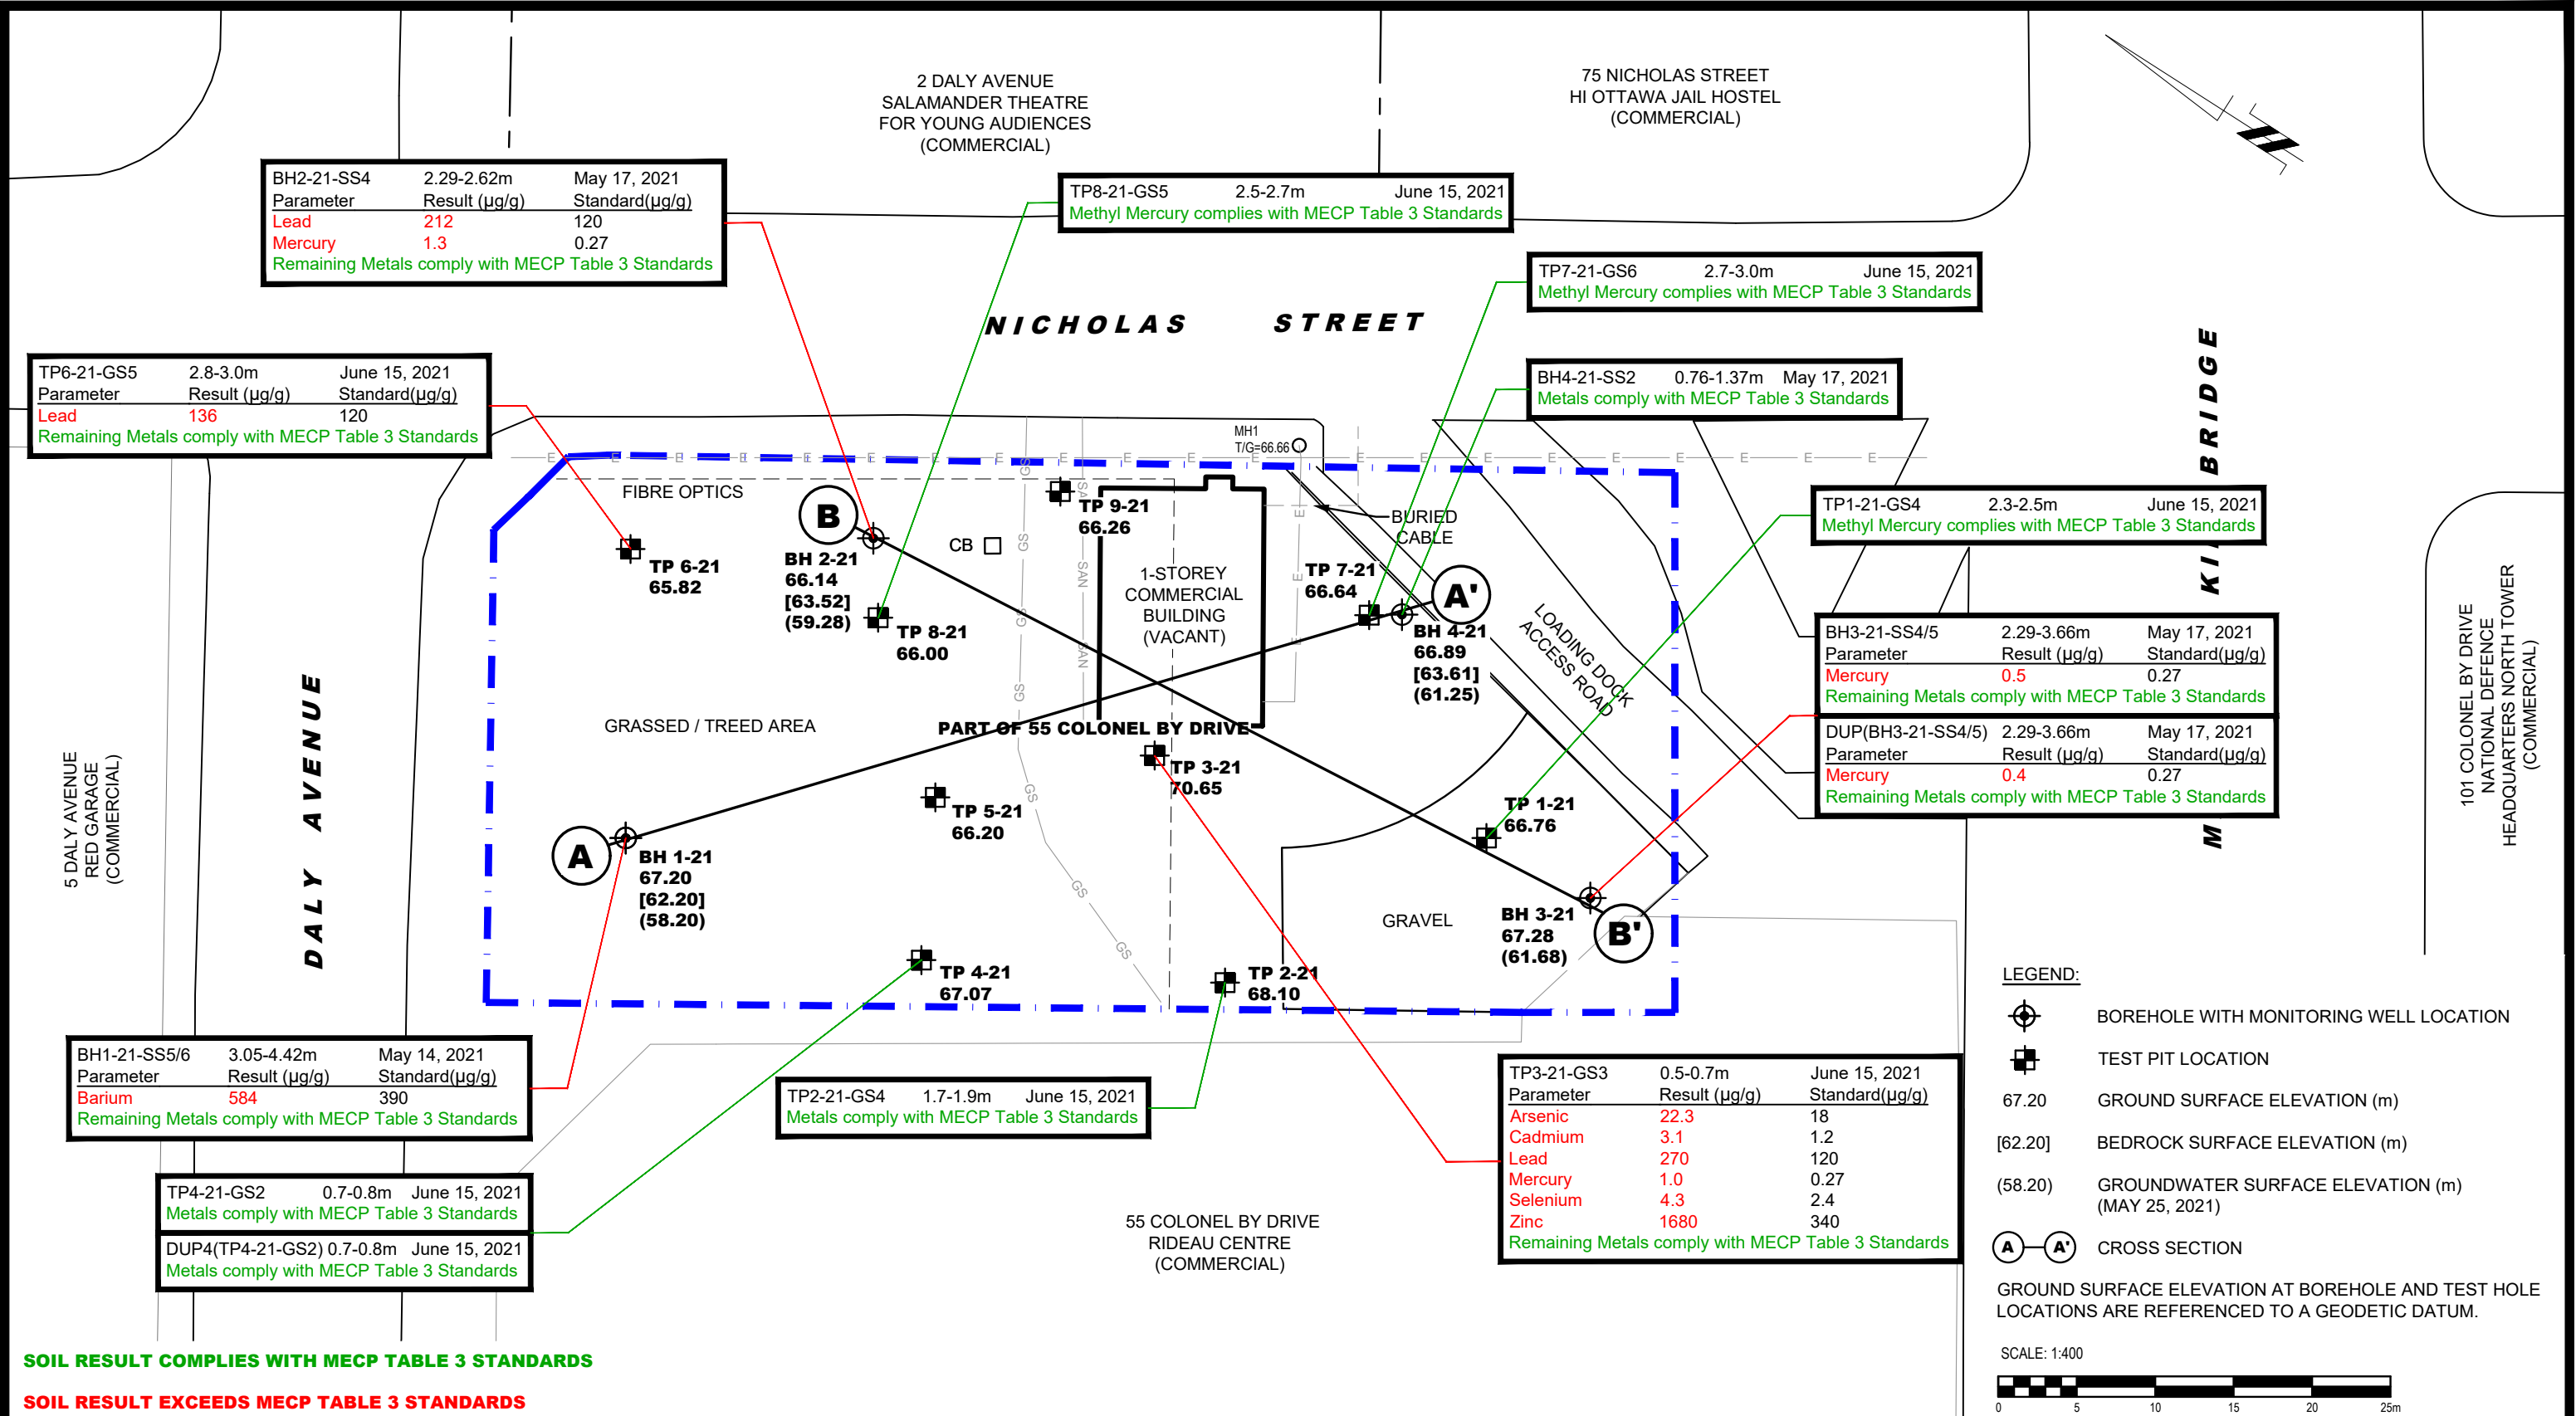 2 DALY AVENUE
SALAMANDER THEATRE
FOR YOUNG AUDIENCES
(COMMERCIAL)
75 NICHOLAS STREET
HI OTTAWA JAIL HOSTEL
(COMMERCIAL)
BH2-21-SS4 2.29-2.62m May 17, 2021
Parameter Result (µg/g) Standard(µg/g)
Lead 212 120
Mercury 1.3 0.27
Remaining Metals comply with MECP Table 3 Standards
TP8-21-GS5 2.5-2.7m June 15, 2021
Methyl Mercury complies with MECP Table 3 Standards
TP7-21-GS6 2.7-3.0m June 15, 2021
Methyl Mercury complies with MECP Table 3 Standards
NICHOLAS STREET
TP6-21-GS5 2.8-3.0m June 15, 2021
Parameter Result (µg/g) Standard(µg/g)
Lead 136 120
Remaining Metals comply with MECP Table 3 Standards
BH4-21-SS2 0.76-1.37m May 17, 2021
Metals comply with MECP Table 3 Standards
MH1
T/G=66.66
E E E E E E E E E E E E E E E E E E E E E
FIBRE OPTICS
B
TP 9-21
66.26
BURIED
CABLE
CB
TP1-21-GS4 2.3-2.5m June 15, 2021
Methyl Mercury complies with MECP Table 3 Standards
BRIDGE
TP 6-21
65.82
BH 2-21
66.14
[63.52]
(59.28)
TP 8-21
66.00
1-STOREY
COMMERCIAL
BUILDING
(VACANT)
TP 7-21
66.64
A'
BH 4-21
66.89
[63.61]
(61.25)
LOADING DOCK
ACCESS ROAD
GS GS GS GS GS GS GS
SA SAN SAN
E E E
BH3-21-SS4/5 2.29-3.66m May 17, 2021
Parameter Result (µg/g) Standard(µg/g)
Mercury 0.5 0.27
Remaining Metals comply with MECP Table 3 Standards
DUP(BH3-21-SS4/5) 2.29-3.66m May 17, 2021
Parameter Result (µg/g) Standard(µg/g)
Mercury 0.4 0.27
Remaining Metals comply with MECP Table 3 Standards
101 COLONEL BY DRIVE
NATIONAL DEFENCE
HEADQUARTERS NORTH TOWER
(COMMERCIAL)
5 DALY AVENUE
RED GARAGE
(COMMERCIAL)
DALY AVENUE
GRASSED / TREED AREA
PART OF 55 COLONEL BY DRIVE
TP 3-21
70.65
TP 5-21
66.20
TP 1-21
66.76
A
BH 1-21
67.20
[62.20]
(58.20)
GRAVEL
BH 3-21
67.28
(61.68)
B'
TP 4-21
67.07
TP 2-21
68.10
BH1-21-SS5/6 3.05-4.42m May 14, 2021
Parameter Result (µg/g) Standard(µg/g)
Barium 584 390
Remaining Metals comply with MECP Table 3 Standards
TP2-21-GS4 1.7-1.9m June 15, 2021
Metals comply with MECP Table 3 Standards
TP3-21-GS3 0.5-0.7m June 15, 2021
Parameter Result (µg/g) Standard(µg/g)
Arsenic 22.3 18
Cadmium 3.1 1.2
Lead 270 120
Mercury 1.0 0.27
Selenium 4.3 2.4
Zinc 1680 340
Remaining Metals comply with MECP Table 3 Standards
TP4-21-GS2 0.7-0.8m June 15, 2021
Metals comply with MECP Table 3 Standards
DUP4(TP4-21-GS2) 0.7-0.8m June 15, 2021
Metals comply with MECP Table 3 Standards
55 COLONEL BY DRIVE
RIDEAU CENTRE
(COMMERCIAL)
LEGEND:
BOREHOLE WITH MONITORING WELL LOCATION
TEST PIT LOCATION
67.20 GROUND SURFACE ELEVATION (m)
[62.20] BEDROCK SURFACE ELEVATION (m)
(58.20) GROUNDWATER SURFACE ELEVATION (m)
(MAY 25, 2021)
A A' CROSS SECTION
GROUND SURFACE ELEVATION AT BOREHOLE AND TEST HOLE
LOCATIONS ARE REFERENCED TO A GEODETIC DATUM.
SCALE: 1:400
0 5 10 15 20 25m
SOIL RESULT COMPLIES WITH MECP TABLE 3 STANDARDS
SOIL RESULT EXCEEDS MECP TABLE 3 STANDARDS